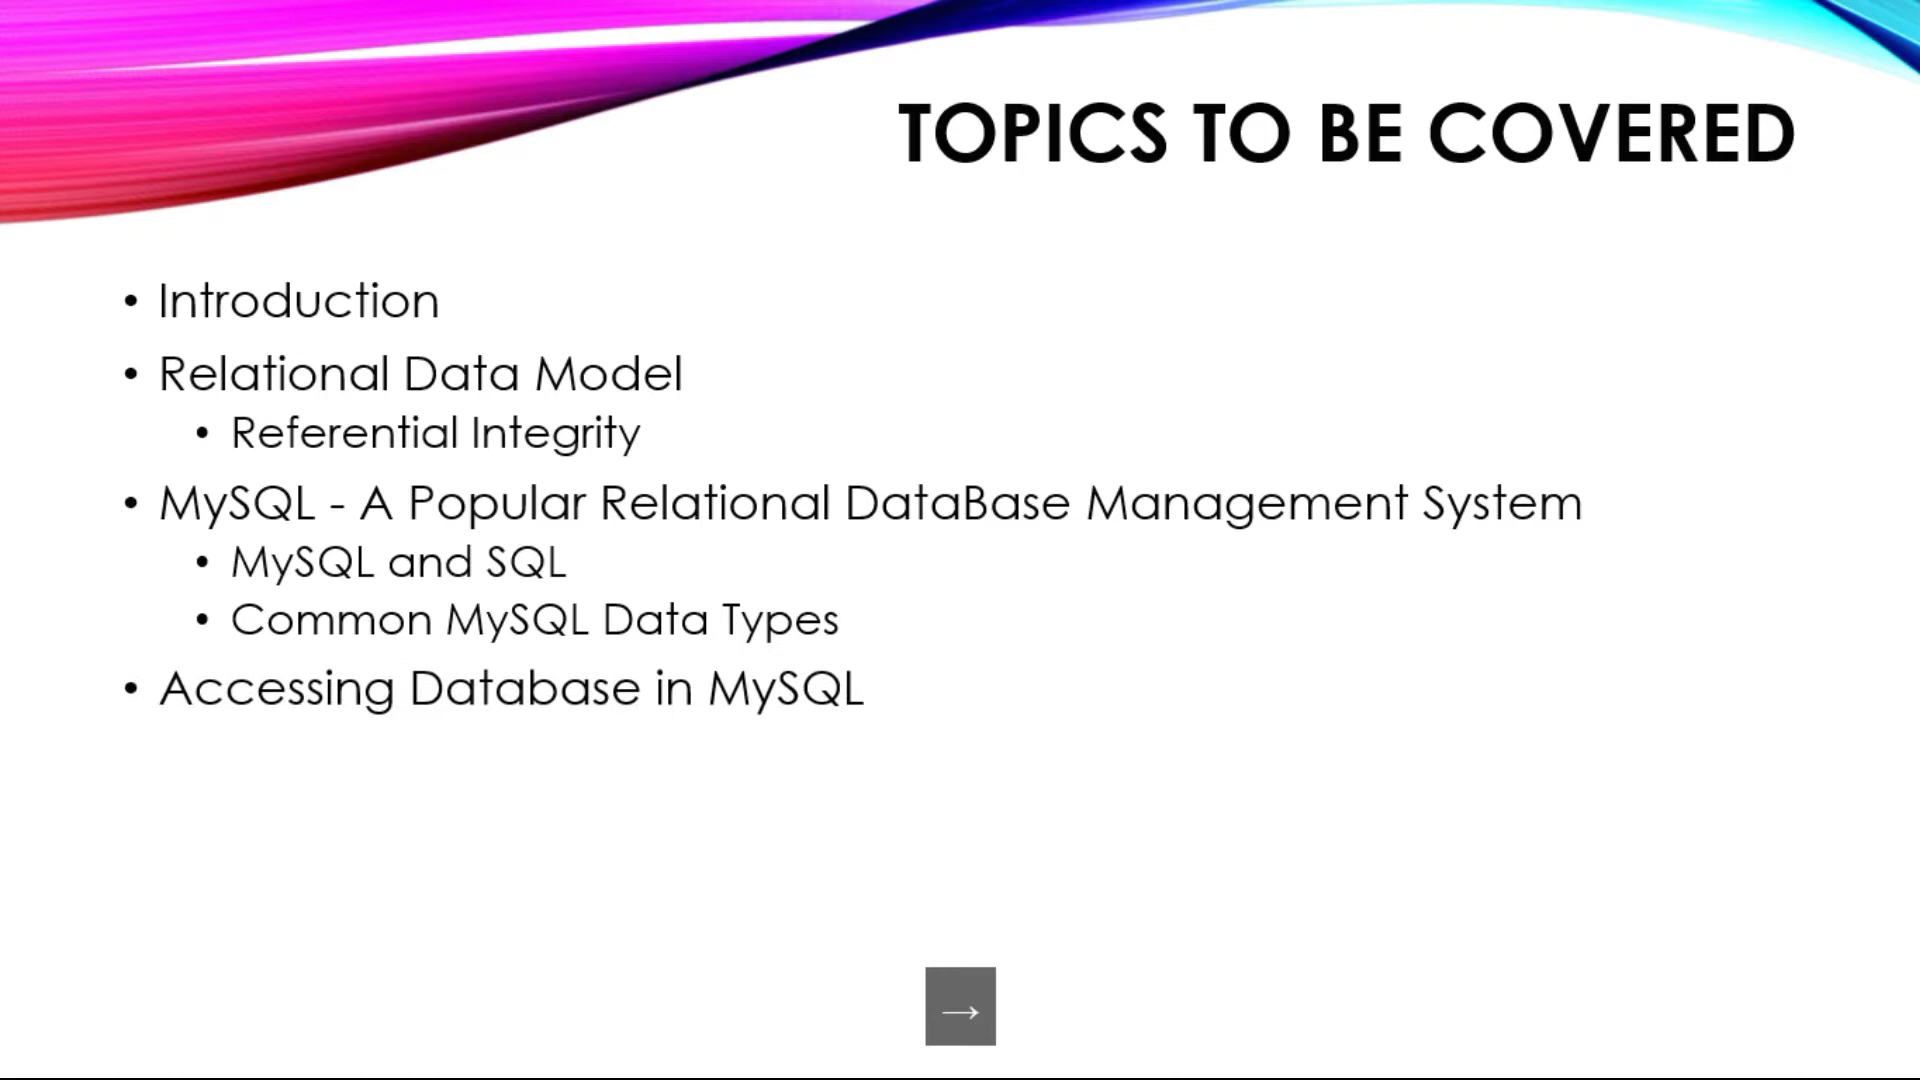 TOPICS TO BE COVERED
• Introduction
• Relational Data Model
• Referential Integrity
• MySQL - A Popular Relational DataBase Management System
• MySQL and SQL
• Common MySQL Data Types
• Accessing Database in MySQL
→